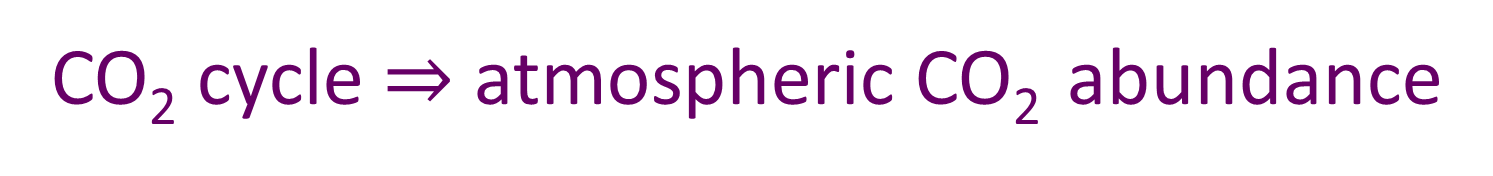 CO₂ cycle ⇒ atmospheric CO₂ abundance